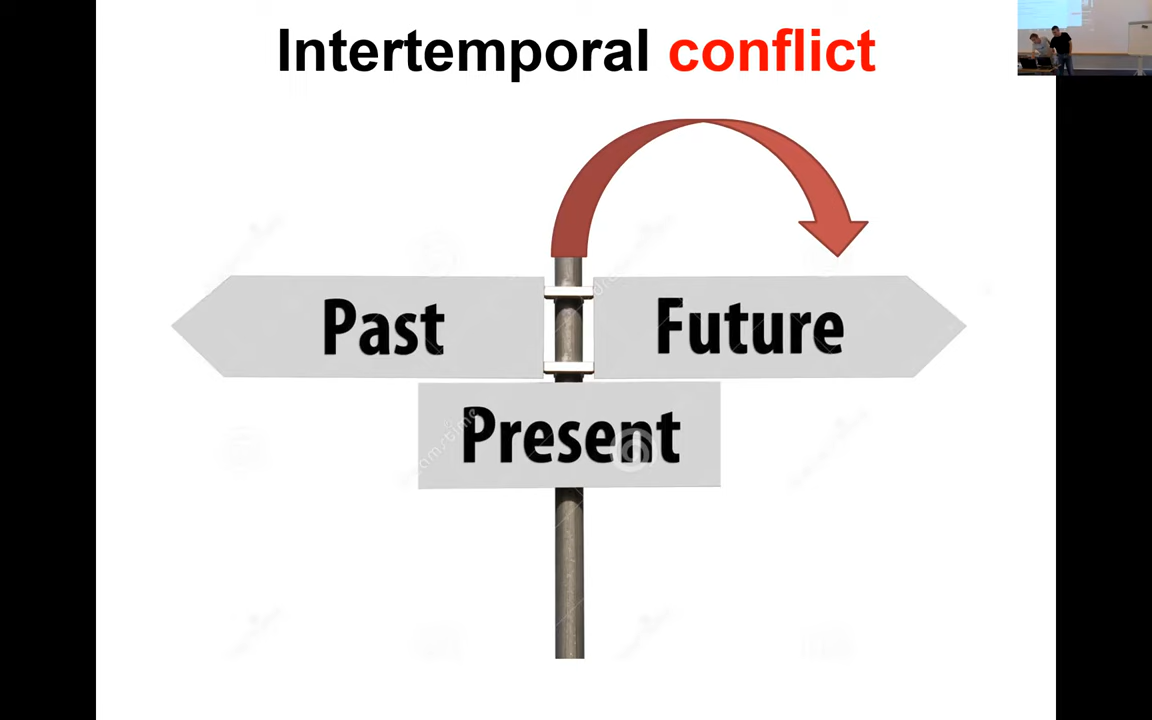 Intertemporal conflict
Past
Future
Present